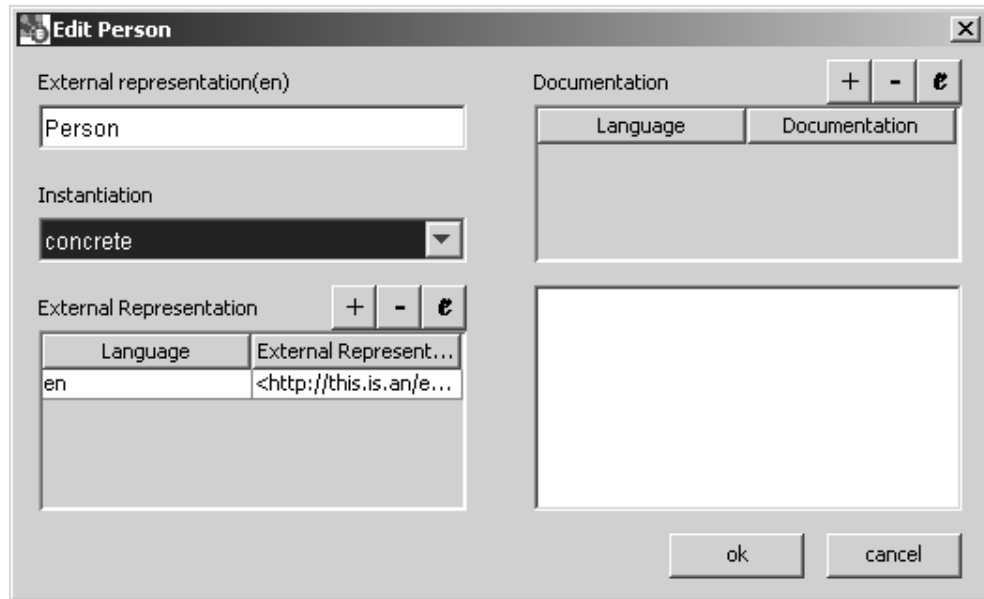 Edit Person
External representation(en)
Person
Instantiation
concrete
External Representation + - e
Language External Represent...
en <http://this.is.an/e...
Documentation + - e
Language Documentation
ok cancel